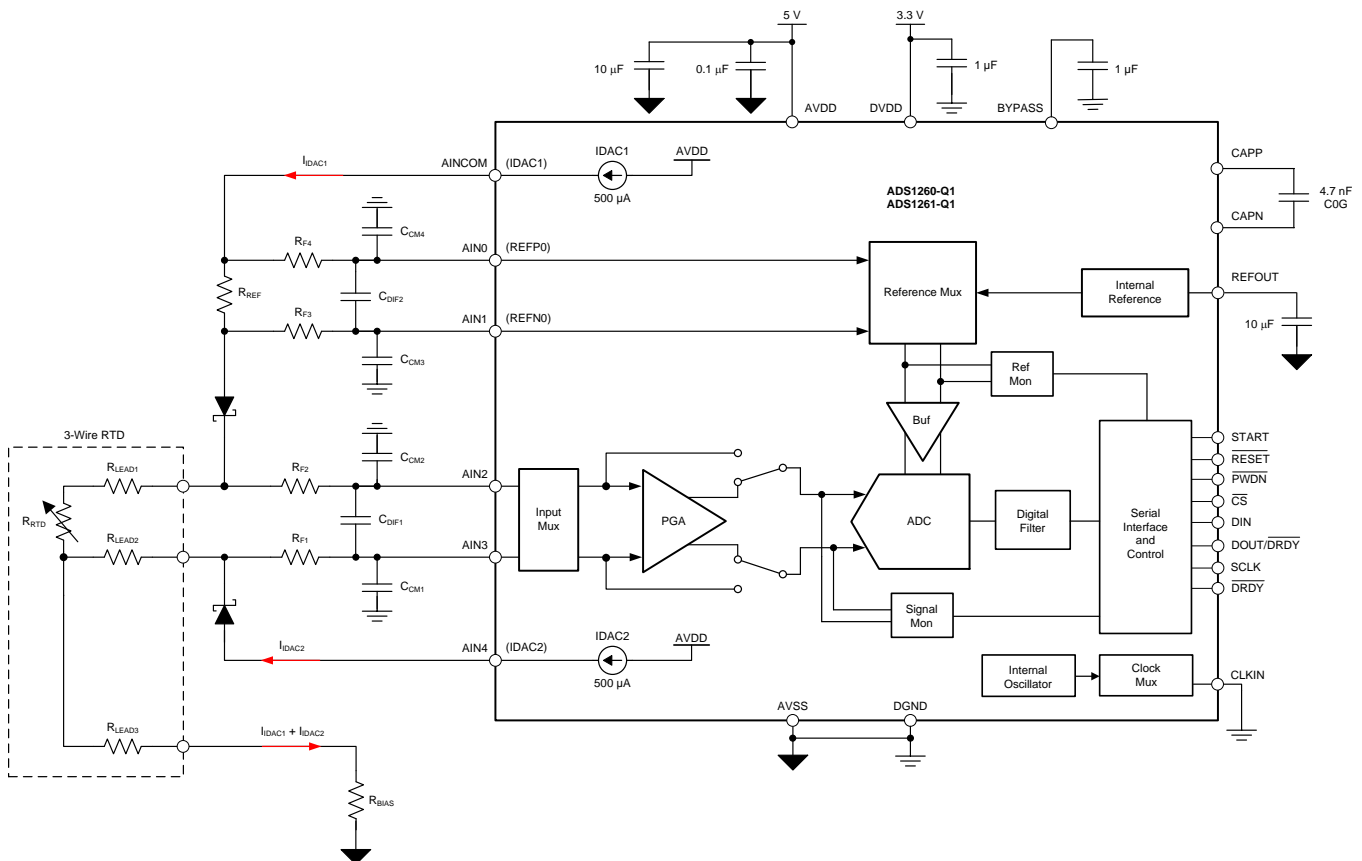 5 V
3.3 V
10 µF
0.1 µF
1 µF
1 µF
AVDD
DVDD
BYPASS
IIDAC1
AINCOM
(IDAC1)
IDAC1
AVDD
500 µA
ADS1260-Q1
ADS1261-Q1
CAPP
4.7 nF
C0G
CAPN
CCM4
RF4
AIN0
(REFP0)
RREF
CDIF2
Reference Mux
Internal
Reference
REFOUT
RF3
AIN1
(REFN0)
10 µF
CCM3
Ref
Mon
Buf
3-Wire RTD
CCM2
RLEAD1
RF2
AIN2
RRTD
CDIF1
Input
Mux
PGA
ADC
Digital
Filter
Serial
Interface
and
Control
START
RESET
PWDN
CS
DIN
DOUT/DRDY
SCLK
DRDY
RLEAD2
RF1
AIN3
CCM1
Signal
Mon
IIDAC2
AIN4
(IDAC2)
IDAC2
AVDD
500 µA
Internal
Oscillator
Clock
Mux
CLKIN
AVSS
DGND
RLEAD3
IIDAC1 + IIDAC2
RBIAS